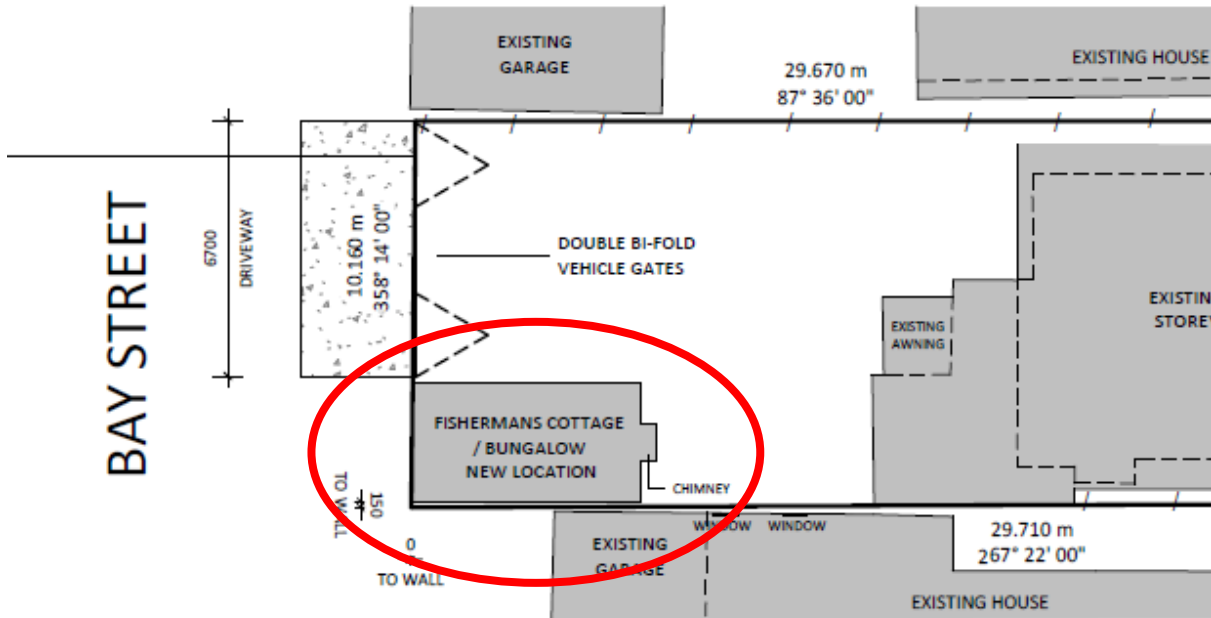 EXISTING
GARAGE
29.670 m
87° 36' 00"
EXISTING HOUSE
BAY STREET
6700
DRIVEWAY
10.160 m
358° 14' 00"
DOUBLE BI-FOLD
VEHICLE GATES
EXISTING
AWNING
EXISTIN
STOREY
FISHERMANS COTTAGE
/ BUNGALOW
NEW LOCATION
CHIMNEY
150
TO WALL
0
TO WALL
WINDOW
WINDOW
EXISTING
GARAGE
29.710 m
267° 22' 00"
EXISTING HOUSE